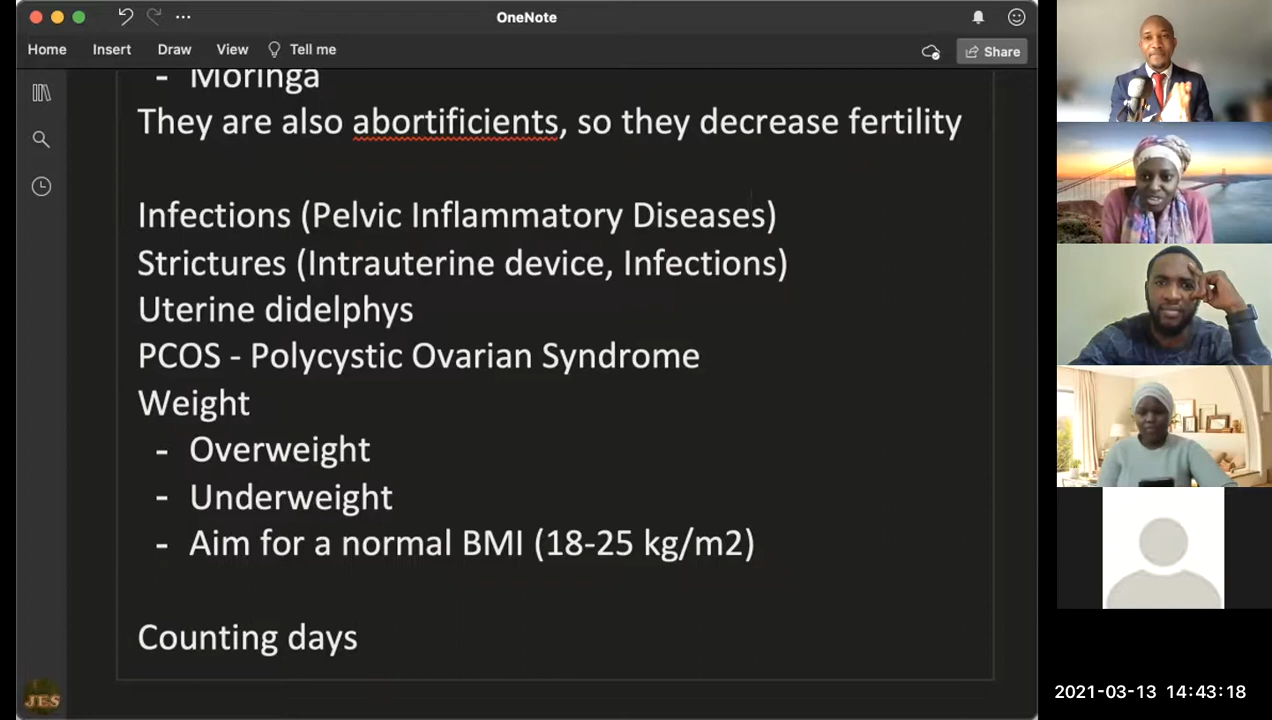 OneNote
Home Insert Draw View Tell me Share
- Moringa
They are also abortificients, so they decrease fertility
Infections (Pelvic Inflammatory Diseases)
Strictures (Intrauterine device, Infections)
Uterine didelphys
PCOS - Polycystic Ovarian Syndrome
Weight
- Overweight
- Underweight
- Aim for a normal BMI (18-25 kg/m2)
Counting days
JES
2021-03-13 14:43:18